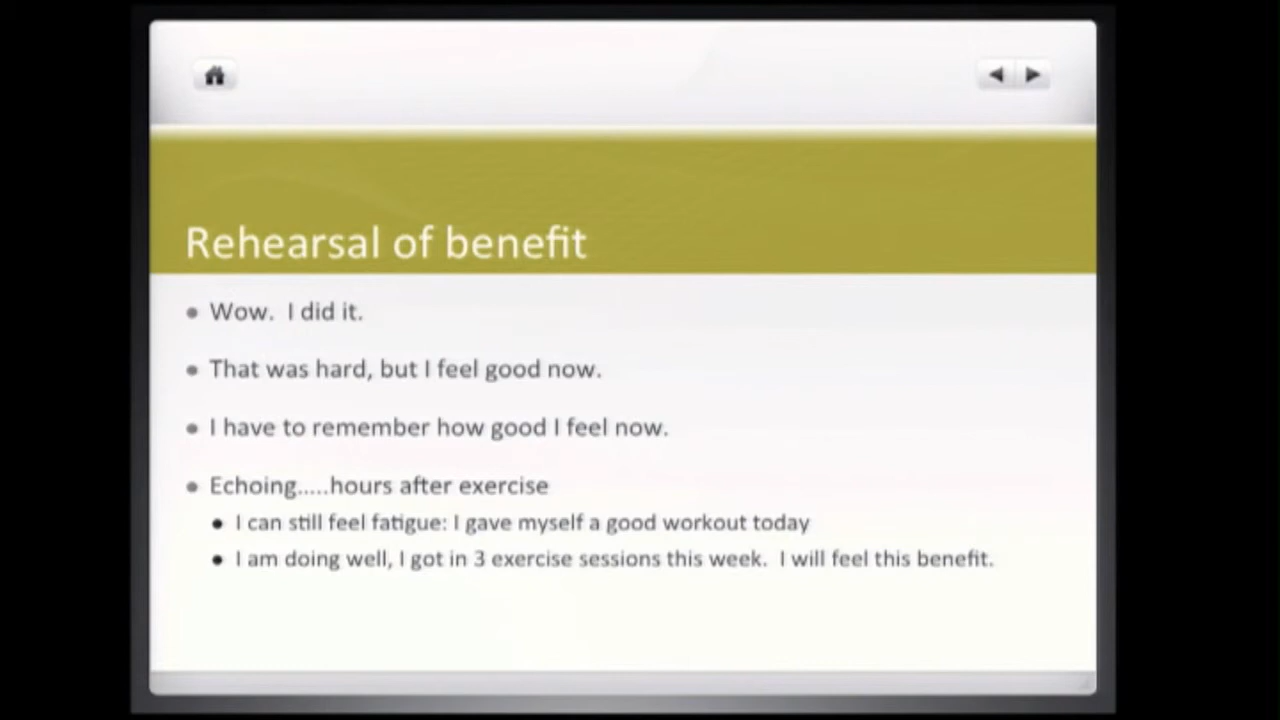 Rehearsal of benefit
Wow.  I did it.
That was hard, but I feel good now.
I have to remember how good I feel now.
Echoing.....hours after exercise
I can still feel fatigue: I gave myself a good workout today
I am doing well, I got in 3 exercise sessions this week.  I will feel this benefit.